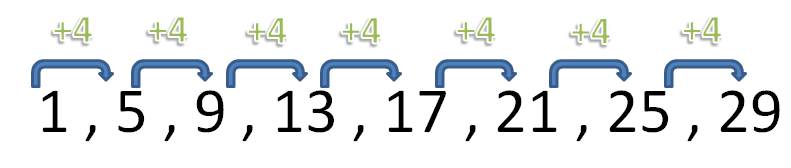 +4 +4 +4 +4 +4 +4 +4
1 , 5 , 9 , 13 , 17 , 21 , 25 , 29